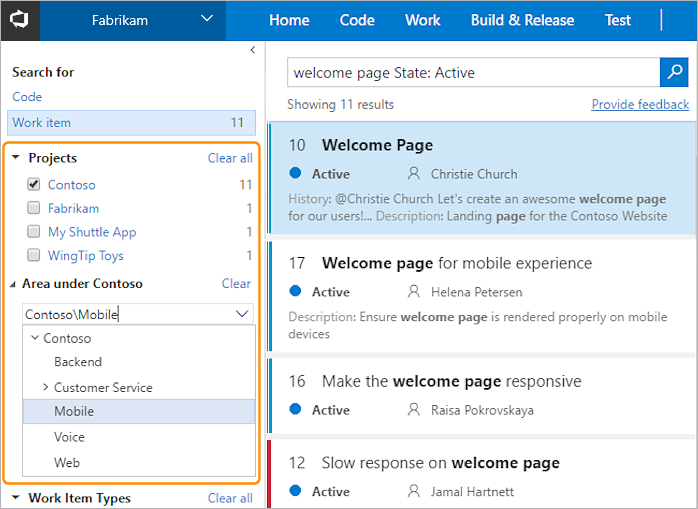 Fabrikam
Home Code Work Build & Release Test
Search for
Code
Work item 11
Projects Clear all
Contoso 11
Fabrikam 1
My Shuttle App 1
WingTip Toys 1
Area under Contoso Clear
Contoso\Mobile
Contoso
Backend
Customer Service
Mobile
Voice
Web
Work Item Types Clear all
welcome page State: Active
Showing 11 results Provide feedback
10 Welcome Page
Active Christie Church
History: @Christie Church Let's create an awesome welcome page
for our users!... Description: Landing page for the Contoso Website
17 Welcome page for mobile experience
Active Helena Petersen
Description: Ensure welcome page is rendered properly on mobile
devices
16 Make the welcome page responsive
Active Raisa Pokrovskaya
12 Slow response on welcome page
Active Jamal Hartnett